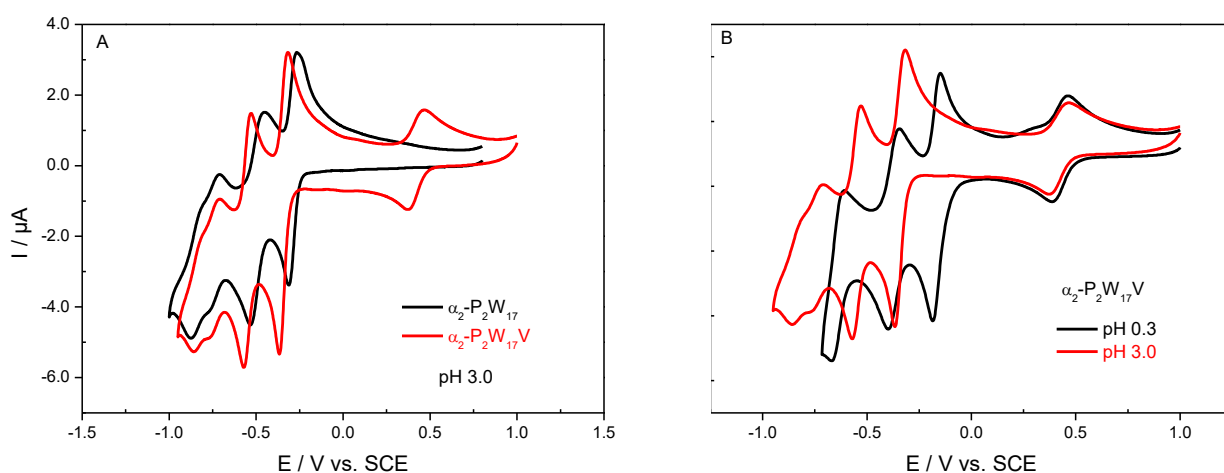 A
4.0
2.0
0.0
-2.0
-4.0
-6.0
I / µA
α2-P2W17
α2-P2W17V
pH 3.0
-1.5 -1.0 -0.5 0.0 0.5 1.0 1.5
E / V vs. SCE
B
α2-P2W17V
pH 0.3
pH 3.0
-1.0 -0.5 0.0 0.5 1.0
E / V vs. SCE